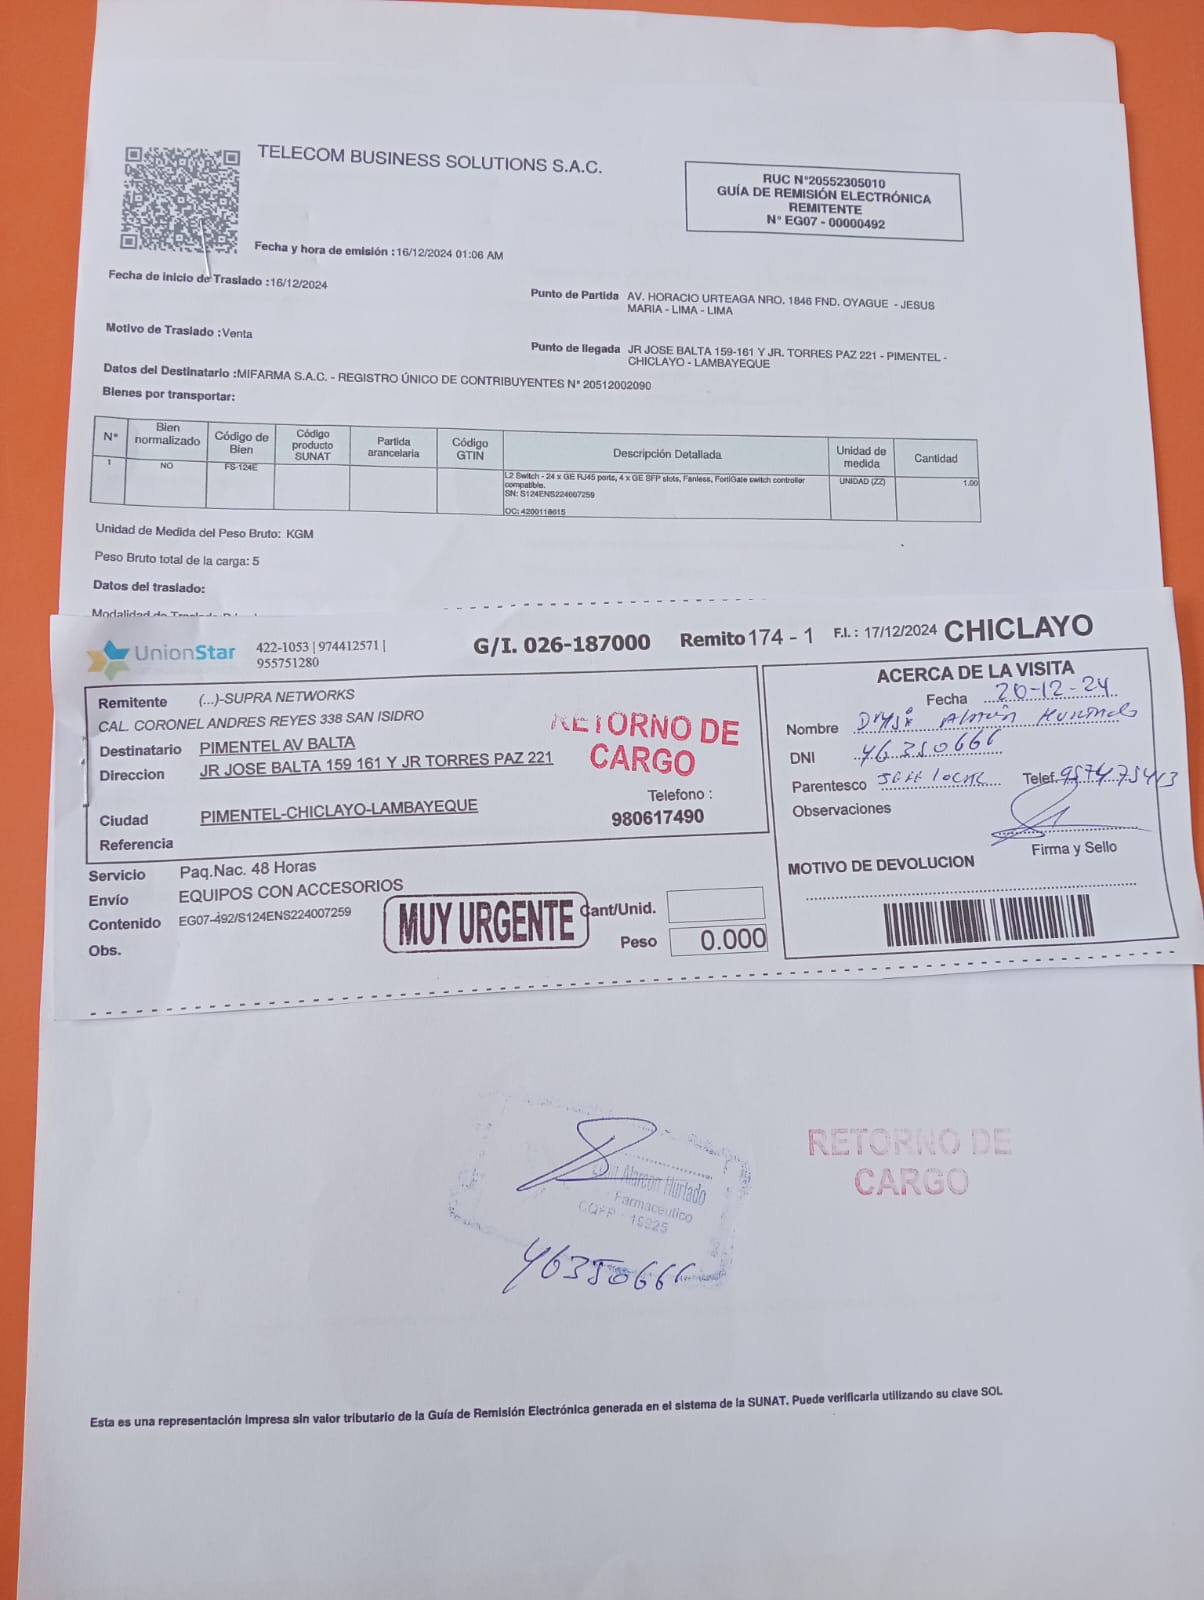 TELECOM BUSINESS SOLUTIONS S.A.C.
RUC N°20552305010
GUÍA DE REMISIÓN ELECTRÓNICA
REMITENTE
N° EG07 - 00000492
Fecha y hora de emisión : 16/12/2024 01:06 AM
Fecha de inicio de Traslado : 16/12/2024
Punto de Partida AV. HORACIO URTEAGA NRO. 1846 FND. OYAGUE - JESUS
MARIA - LIMA - LIMA
Motivo de Traslado : Venta
Punto de llegada JR JOSE BALTA 159-161 Y JR. TORRES PAZ 221 - PIMENTEL -
CHICLAYO - LAMBAYEQUE
Datos del Destinatario : MIFARMA S.A.C. - REGISTRO ÚNICO DE CONTRIBUYENTES N° 20512002090
Bienes por transportar:
N° Bien normalizado Código de Bien Código producto SUNAT Partida arancelaria Código GTIN Descripción Detallada Unidad de medida Cantidad
1 NO FS-124E L2 Switch - 24 x GE RJ45 ports, 4 x GE SFP slots, Fanless, FortiGate switch controller UNIDAD (ZZ) 1.00
compatible.
SN: S124ENS224007259
OC: 4200118615
Unidad de Medida del Peso Bruto: KGM
Peso Bruto total de la carga: 5
Datos del traslado:
Modalidad de
UnionStar 422-1053 | 974412571 |
955751280
G/I. 026-187000 Remito 174 - 1 F.I. : 17/12/2024 CHICLAYO
Remitente (...)-SUPRA NETWORKS
CAL. CORONEL ANDRES REYES 338 SAN ISIDRO
Destinatario PIMENTEL AV BALTA
Direccion JR JOSE BALTA 159 161 Y JR TORRES PAZ 221
RETORNO DE
CARGO
Ciudad PIMENTEL-CHICLAYO-LAMBAYEQUE
Telefono :
980617490
Referencia
Servicio Paq.Nac. 48 Horas
Envío EQUIPOS CON ACCESORIOS
Contenido EG07-492/S124ENS224007259
Obs.
MUY URGENTE
Cant/Unid.
Peso 0.000
ACERCA DE LA VISITA
Fecha 20-12-24
Nombre
DNI 46350666
Parentesco Telef.
Observaciones
Firma y Sello
MOTIVO DE DEVOLUCION
Alarcon Hurtado
Farmacéutico
46350666
RETORNO DE
CARGO
Esta es una representación impresa sin valor tributario de la Guía de Remisión Electrónica generada en el sistema de la SUNAT. Puede verificarla utilizando su clave SOL